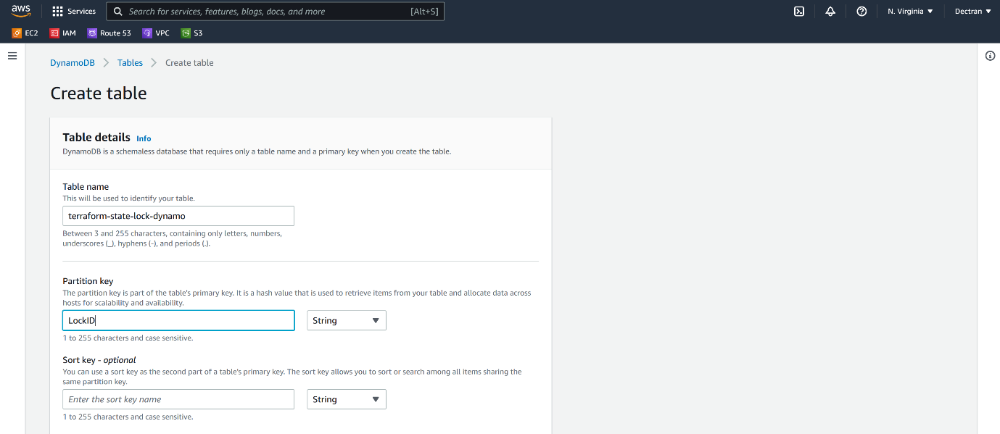 aws Services Search for services, features, blogs, docs, and more [Alt+S] N. Virginia Dectran
EC2 IAM Route 53 VPC S3
DynamoDB Tables Create table
Create table
Table details Info
DynamoDB is a schemaless database that requires only a table name and a primary key when you create the table.
Table name
This will be used to identify your table.
terraform-state-lock-dynamo
Between 3 and 255 characters, containing only letters, numbers,
underscores (_), hyphens (-), and periods (.).
Partition key
The partition key is part of the table's primary key. It is a hash value that is used to retrieve items from your table and allocate data across
hosts for scalability and availability.
LockID String
1 to 255 characters and case sensitive.
Sort key - optional
You can use a sort key as the second part of a table's primary key. The sort key allows you to sort or search among all items sharing the
same partition key.
Enter the sort key name String
1 to 255 characters and case sensitive.